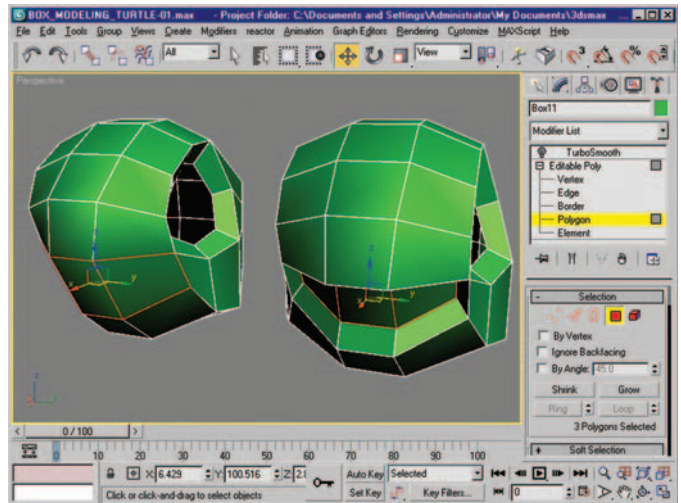 BOX_MODELING_TURTLE-01.max - Project Folder: C:\Documents and Settings\Administrator\My Documents\3dsmax ...
File Edit Tools Group Views Create Modifiers reactor Animation Graph Editors Rendering Customize MAXScript Help
All View
Perspective
Box11
Modifier List
TurboSmooth
Editable Poly
Vertex
Edge
Border
Polygon
Element
Selection
By Vertex
Ignore Backfacing
By Angle: 45.0
Shrink Grow
Ring Loop
3 Polygons Selected
Soft Selection
z
x y
z
x y
z
0 / 100
0 10 20 30 40 50 60 70 80 90 100
X: 6.429 Y: 100.516 Z: 2.
Auto Key Selected
Click or click-and-drag to select objects
Set Key Key Filters... 0